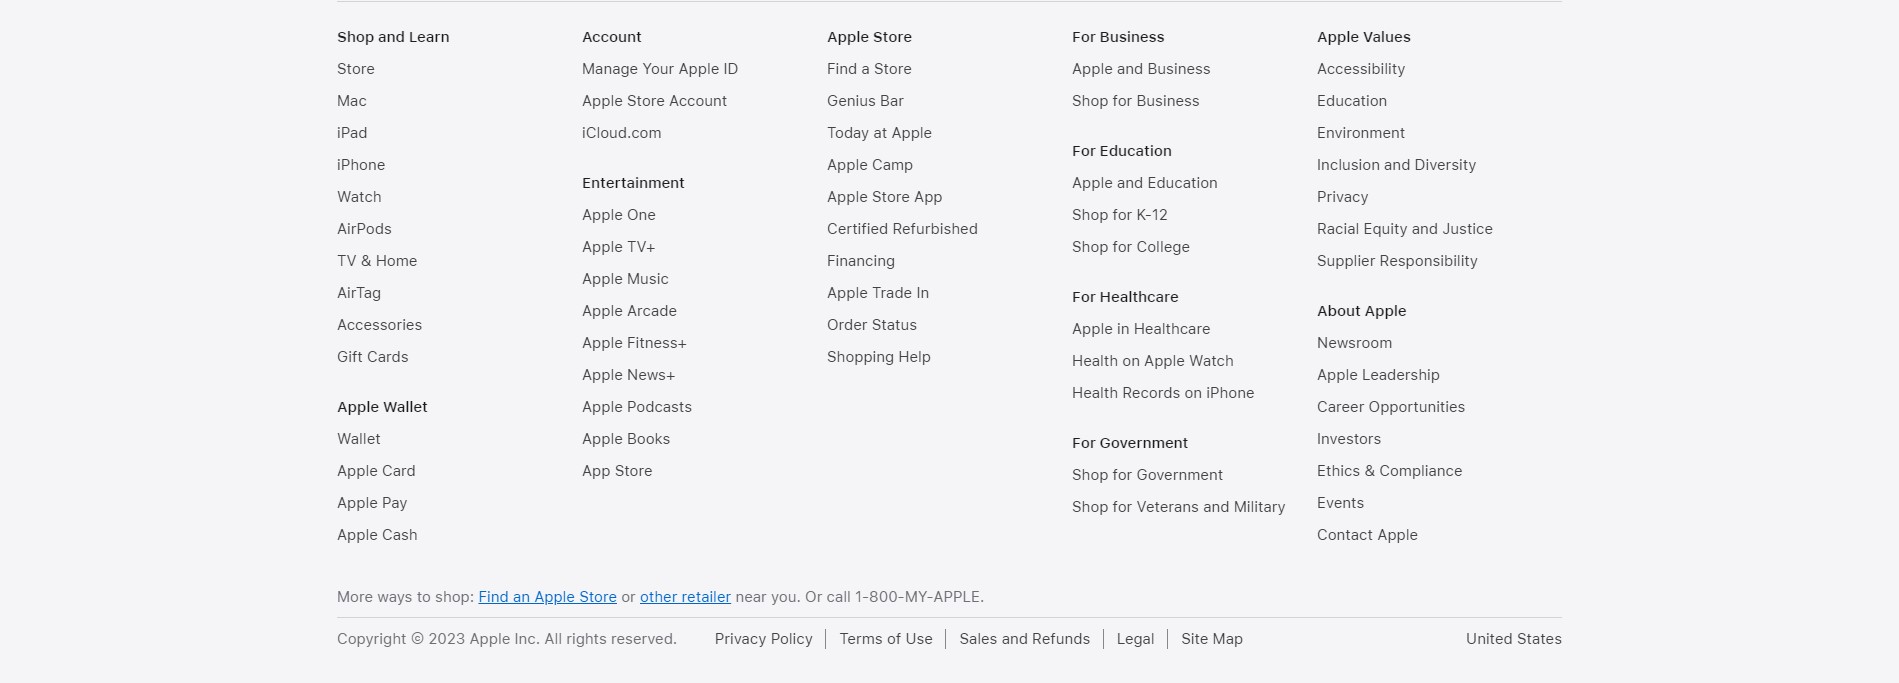 Shop and Learn
Store
Mac
iPad
iPhone
Watch
AirPods
TV & Home
AirTag
Accessories
Gift Cards
Apple Wallet
Wallet
Apple Card
Apple Pay
Apple Cash
Account
Manage Your Apple ID
Apple Store Account
iCloud.com
Entertainment
Apple One
Apple TV+
Apple Music
Apple Arcade
Apple Fitness+
Apple News+
Apple Podcasts
Apple Books
App Store
Apple Store
Find a Store
Genius Bar
Today at Apple
Apple Camp
Apple Store App
Certified Refurbished
Financing
Apple Trade In
Order Status
Shopping Help
For Business
Apple and Business
Shop for Business
For Education
Apple and Education
Shop for K-12
Shop for College
For Healthcare
Apple in Healthcare
Health on Apple Watch
Health Records on iPhone
For Government
Shop for Government
Shop for Veterans and Military
Apple Values
Accessibility
Education
Environment
Inclusion and Diversity
Privacy
Racial Equity and Justice
Supplier Responsibility
About Apple
Newsroom
Apple Leadership
Career Opportunities
Investors
Ethics & Compliance
Events
Contact Apple
More ways to shop: Find an Apple Store or other retailer near you. Or call 1-800-MY-APPLE.
Copyright © 2023 Apple Inc. All rights reserved. Privacy Policy Terms of Use Sales and Refunds Legal Site Map United States